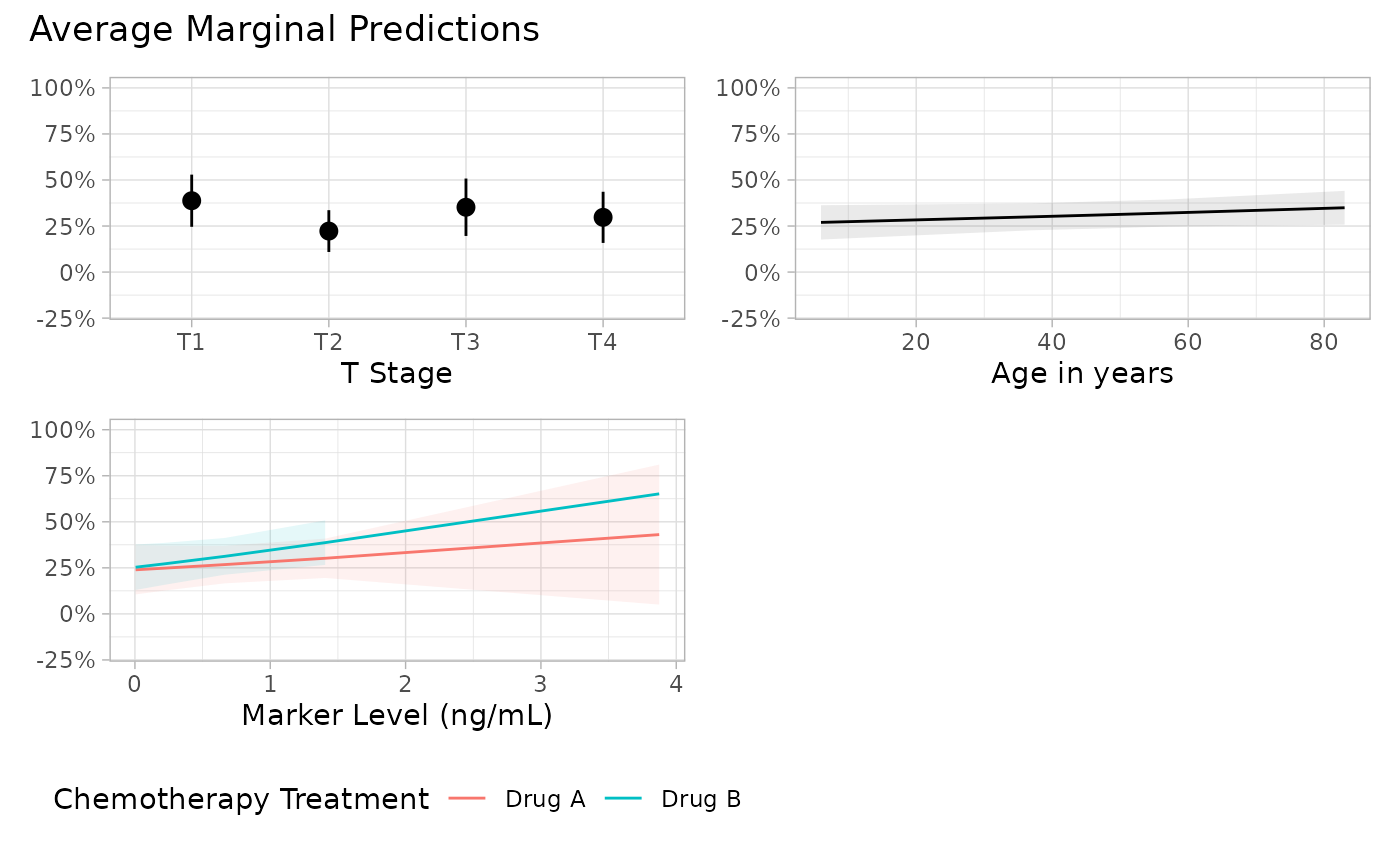 Average Marginal Predictions
100%
75%
50%
25%
0%
-25%
T1 T2 T3 T4
T Stage
100%
75%
50%
25%
0%
-25%
20 40 60 80
Age in years
100%
75%
50%
25%
0%
-25%
0 1 2 3 4
Marker Level (ng/mL)
Chemotherapy Treatment Drug A Drug B